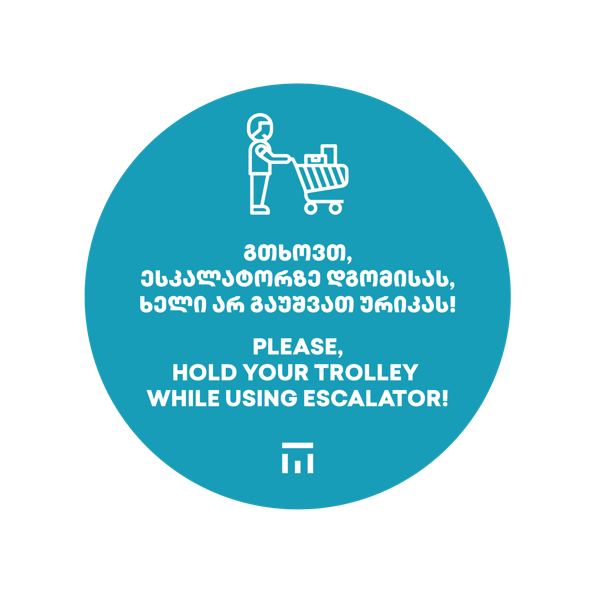 გთხოვთ,
ესკალატორზე დგომისას,
ხელი არ გაუშვათ ურიკას!
PLEASE,
HOLD YOUR TROLLEY
WHILE USING ESCALATOR!